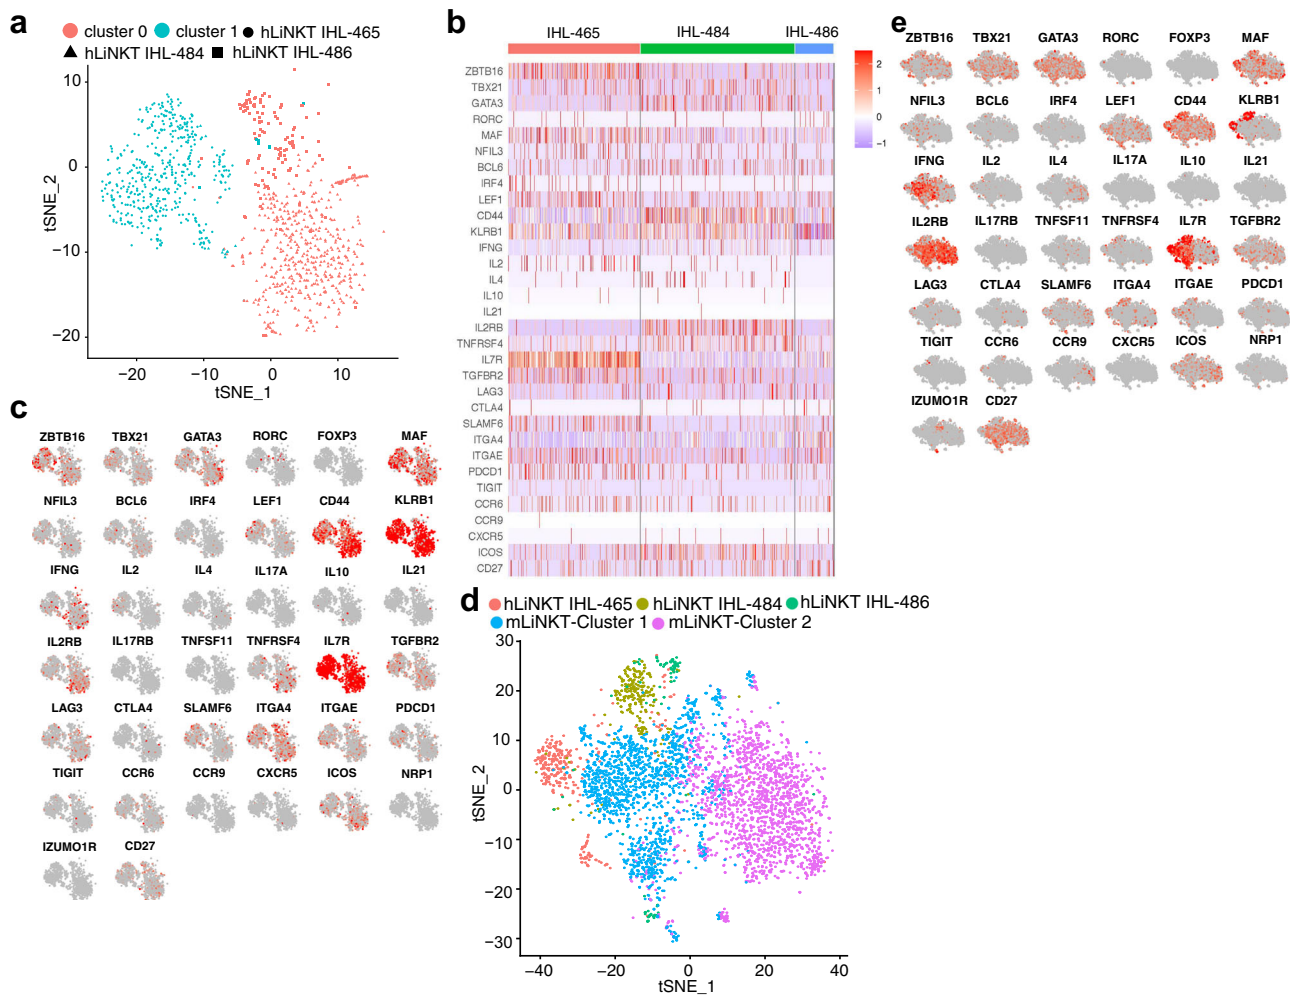 a
cluster 0 cluster 1 hLiNKT IHL-465
hLiNKT IHL-484 hLiNKT IHL-486
10
0
−10
−20
tSNE_2
−20 −10 0 10
tSNE_1
b
IHL-465 IHL-484 IHL-486
ZBTB16
TBX21
GATA3
RORC
MAF
NFIL3
BCL6
IRF4
LEF1
CD44
KLRB1
IFNG
IL2
IL4
IL10
IL21
IL2RB
TNFRSF4
IL7R
TGFBR2
LAG3
CTLA4
SLAMF6
ITGA4
ITGAE
PDCD1
TIGIT
CCR6
CCR9
CXCR5
ICOS
CD27
2
1
0
−1
c
ZBTB16 TBX21 GATA3 RORC FOXP3 MAF
NFIL3 BCL6 IRF4 LEF1 CD44 KLRB1
IFNG IL2 IL4 IL17A IL10 IL21
IL2RB IL17RB TNFSF11 TNFRSF4 IL7R TGFBR2
LAG3 CTLA4 SLAMF6 ITGA4 ITGAE PDCD1
TIGIT CCR6 CCR9 CXCR5 ICOS NRP1
IZUMO1R CD27
d
hLiNKT IHL-465 hLiNKT IHL-484 hLiNKT IHL-486
mLiNKT-Cluster 1 mLiNKT-Cluster 2
30
20
10
0
−10
−20
−30
tSNE_2
−40 −20 0 20 40
tSNE_1
e
ZBTB16 TBX21 GATA3 RORC FOXP3 MAF
NFIL3 BCL6 IRF4 LEF1 CD44 KLRB1
IFNG IL2 IL4 IL17A IL10 IL21
IL2RB IL17RB TNFSF11 TNFRSF4 IL7R TGFBR2
LAG3 CTLA4 SLAMF6 ITGA4 ITGAE PDCD1
TIGIT CCR6 CCR9 CXCR5 ICOS NRP1
IZUMO1R CD27